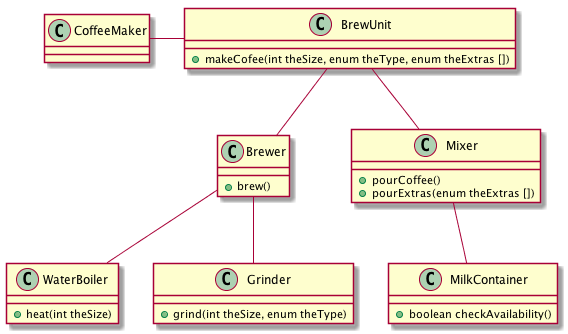 C CoffeeMaker
C BrewUnit
makeCofee(int theSize, enum theType, enum theExtras [])
C Brewer
brew()
C Mixer
pourCoffee()
pourExtras(enum theExtras [])
C WaterBoiler
heat(int theSize)
C Grinder
grind(int theSize, enum theType)
C MilkContainer
boolean checkAvailability()